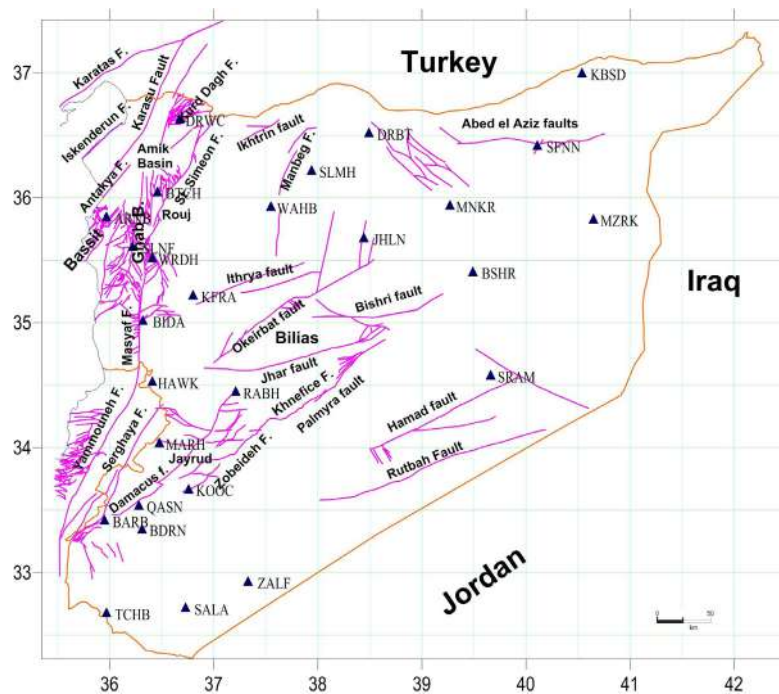 Turkey
37
Karatas F.
Karasu Fault
Kurd Dagh F.
KBSD
DRWC
Iskenderun F.
Amik
Basin
St. Simeon F.
Ikhtrin fault
DRBT
Abed el Aziz faults
SPNN
Manbeg F.
SLMH
Antakya F.
BTCH
36
Rouj
WAHB
MNKR
MZRK
Bassit
Ghab B.
SLNF
WRDH
JHLN
Iraq
Ithrya fault
BSHR
KFRA
Bishri fault
Okeirbat fault
35
BIDA
Masyaf F.
Bilias
Jhar fault
HAWK
RABH
Khnefice F.
Palmyra fault
SRAM
Hamad fault
Yammouneh F.
Serghaya F.
34
MARH
Jayrud
Zobeideh F.
Rutbah Fault
Damacus f.
KOOC
QASN
BARB
BDRN
33
ZALF
Jordan
TCHB
SALA
0 50
km
36 37 38 39 40 41 42